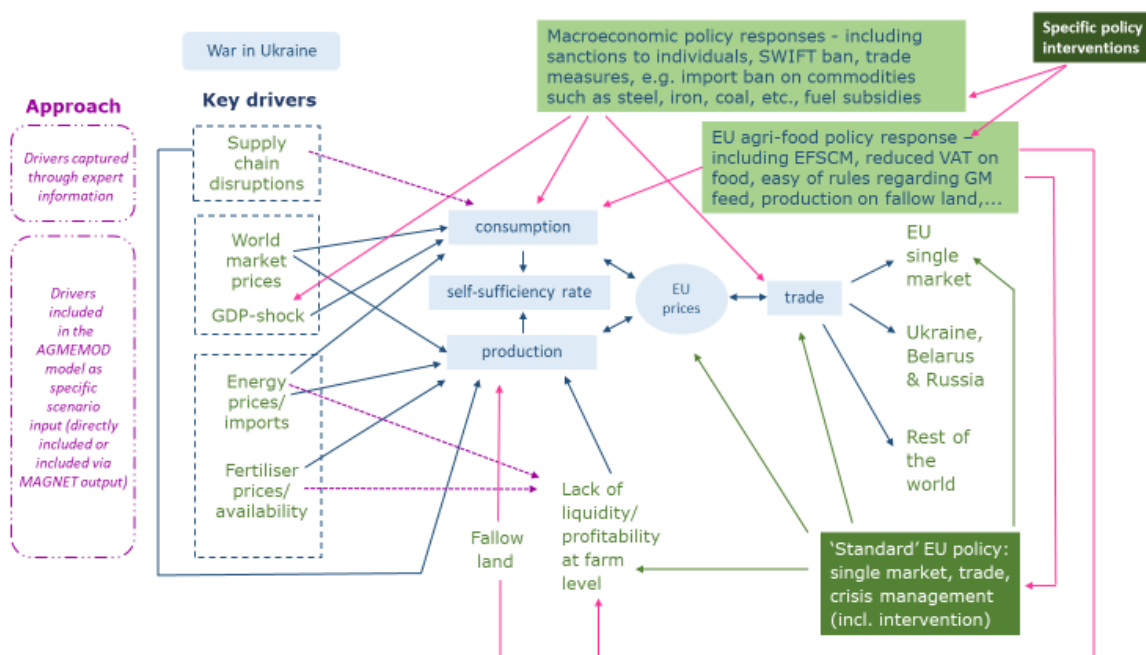 War in Ukraine
Macroeconomic policy responses - including
sanctions to individuals, SWIFT ban, trade
measures, e.g. import ban on commodities
such as steel, iron, coal, etc., fuel subsidies
Specific policy
interventions
Approach
Key drivers
Drivers captured
through expert
information
Supply
chain
disruptions
EU agri-food policy response –
including EFSCM, reduced VAT on
food, easy of rules regarding GM
feed, production on fallow land,...
Drivers
included
in the
AGMEMOD
model as
specific
scenario
input (directly
included or
included via
MAGNET output)
World
market
prices
GDP-shock
consumption
self-sufficiency rate
production
EU
prices
trade
EU
single
market
Ukraine,
Belarus
& Russia
Rest of
the
world
Energy
prices/
imports
Fertiliser
prices/
availability
Fallow
land
Lack of
liquidity/
profitability
at farm
level
‘Standard’ EU policy:
single market, trade,
crisis management
(incl. intervention)